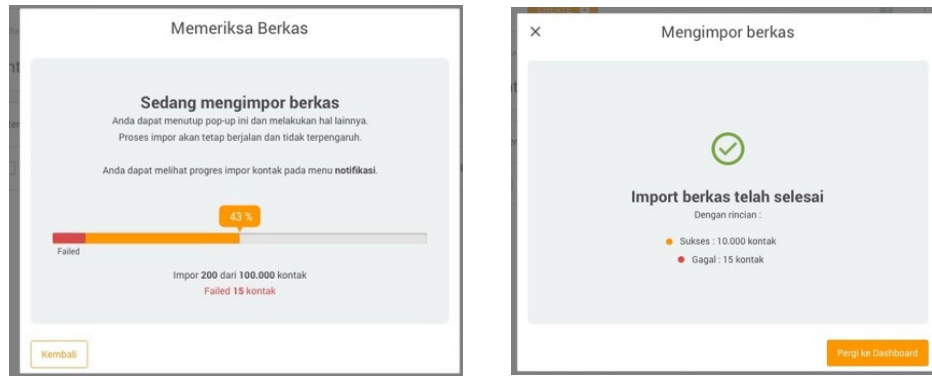 Memeriksa Berkas
Sedang mengimpor berkas
Anda dapat menutup pop-up ini dan melakukan hal lainnya.
Proses impor akan tetap berjalan dan tidak terpengaruh.
Anda dapat melihat progres impor kontak pada menu notifikasi.
43 %
Failed
Impor 200 dari 100.000 kontak
Failed 15 kontak
Kembali
CREATE
Mengimpor berkas
Import berkas telah selesai
Dengan rincian :
Sukses : 10.000 kontak
Gagal : 15 kontak
Pergi ke Dashboard